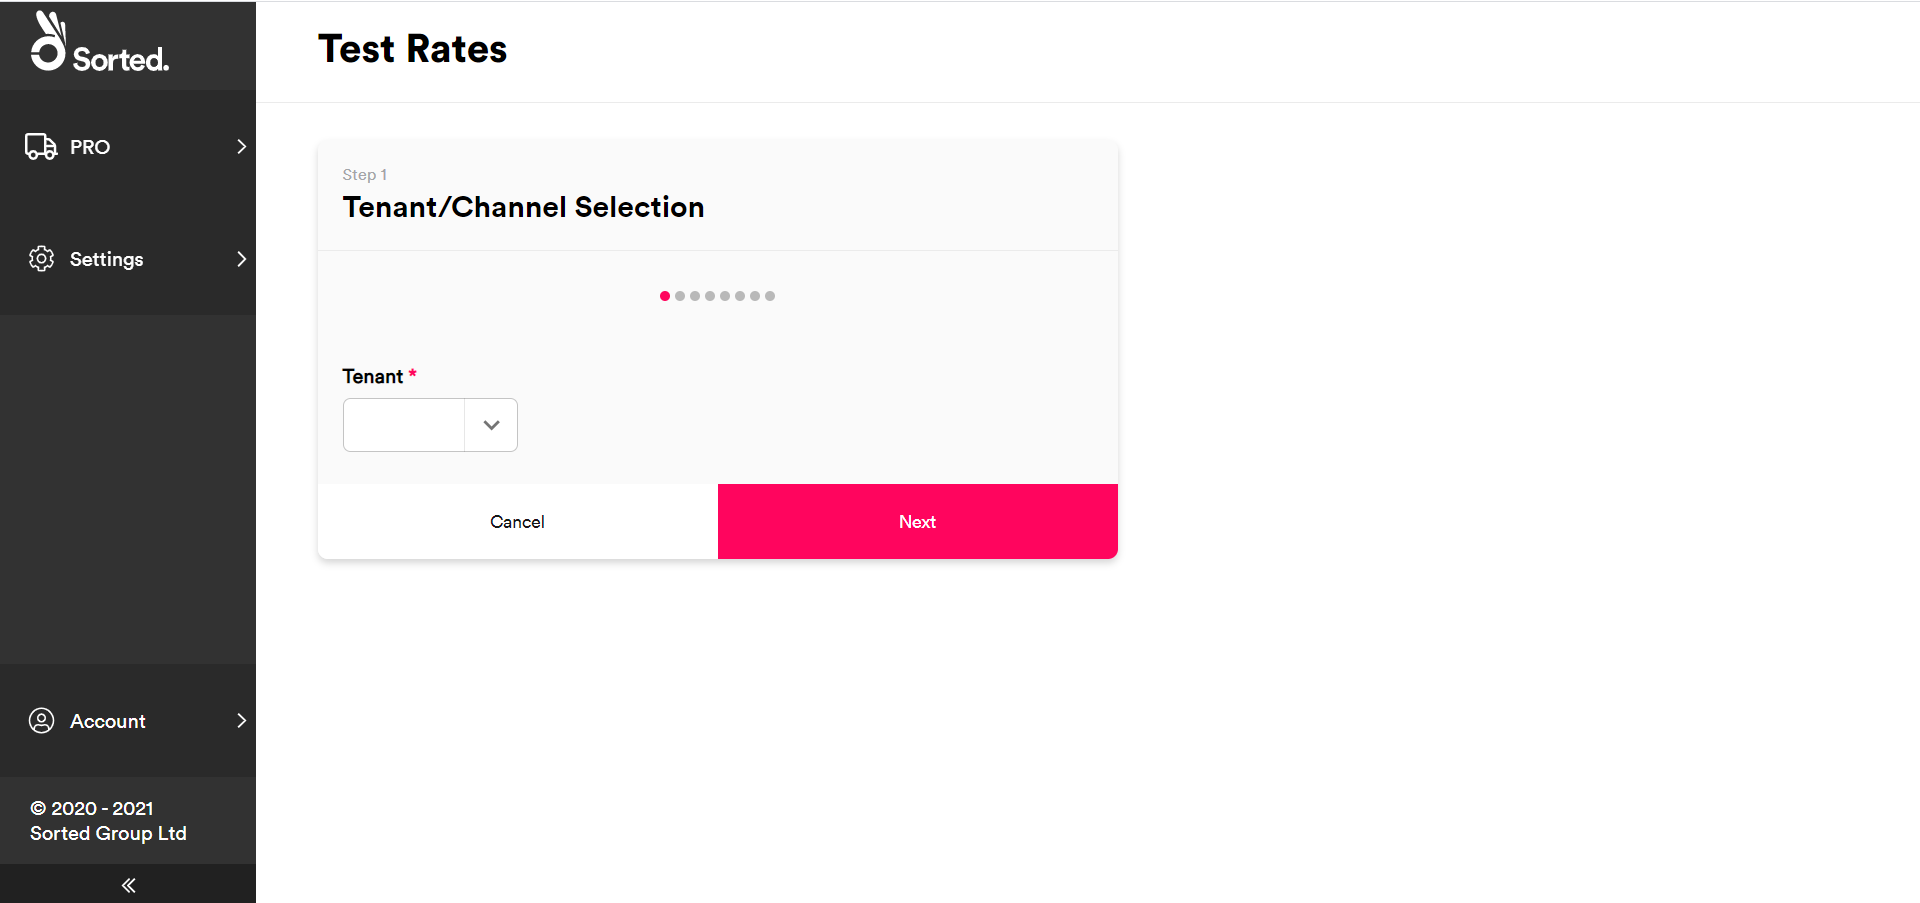 Sorted.
PRO
Settings
Account
© 2020 - 2021
Sorted Group Ltd
Test Rates
Step 1
Tenant/Channel Selection
Tenant *
Cancel
Next